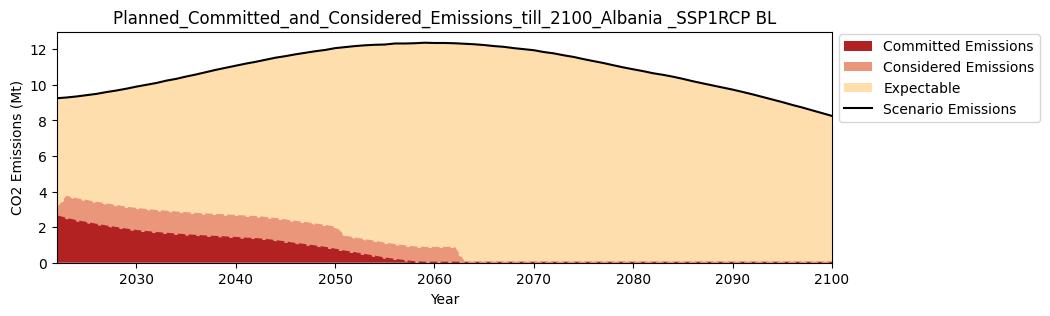 Planned_Committed_and_Considered_Emissions_till_2100_Albania _SSP1RCP BL
Committed Emissions
Considered Emissions
Expectable
Scenario Emissions
CO2 Emissions (Mt)
12
10
8
6
4
2
0
2030 2040 2050 2060 2070 2080 2090 2100
Year